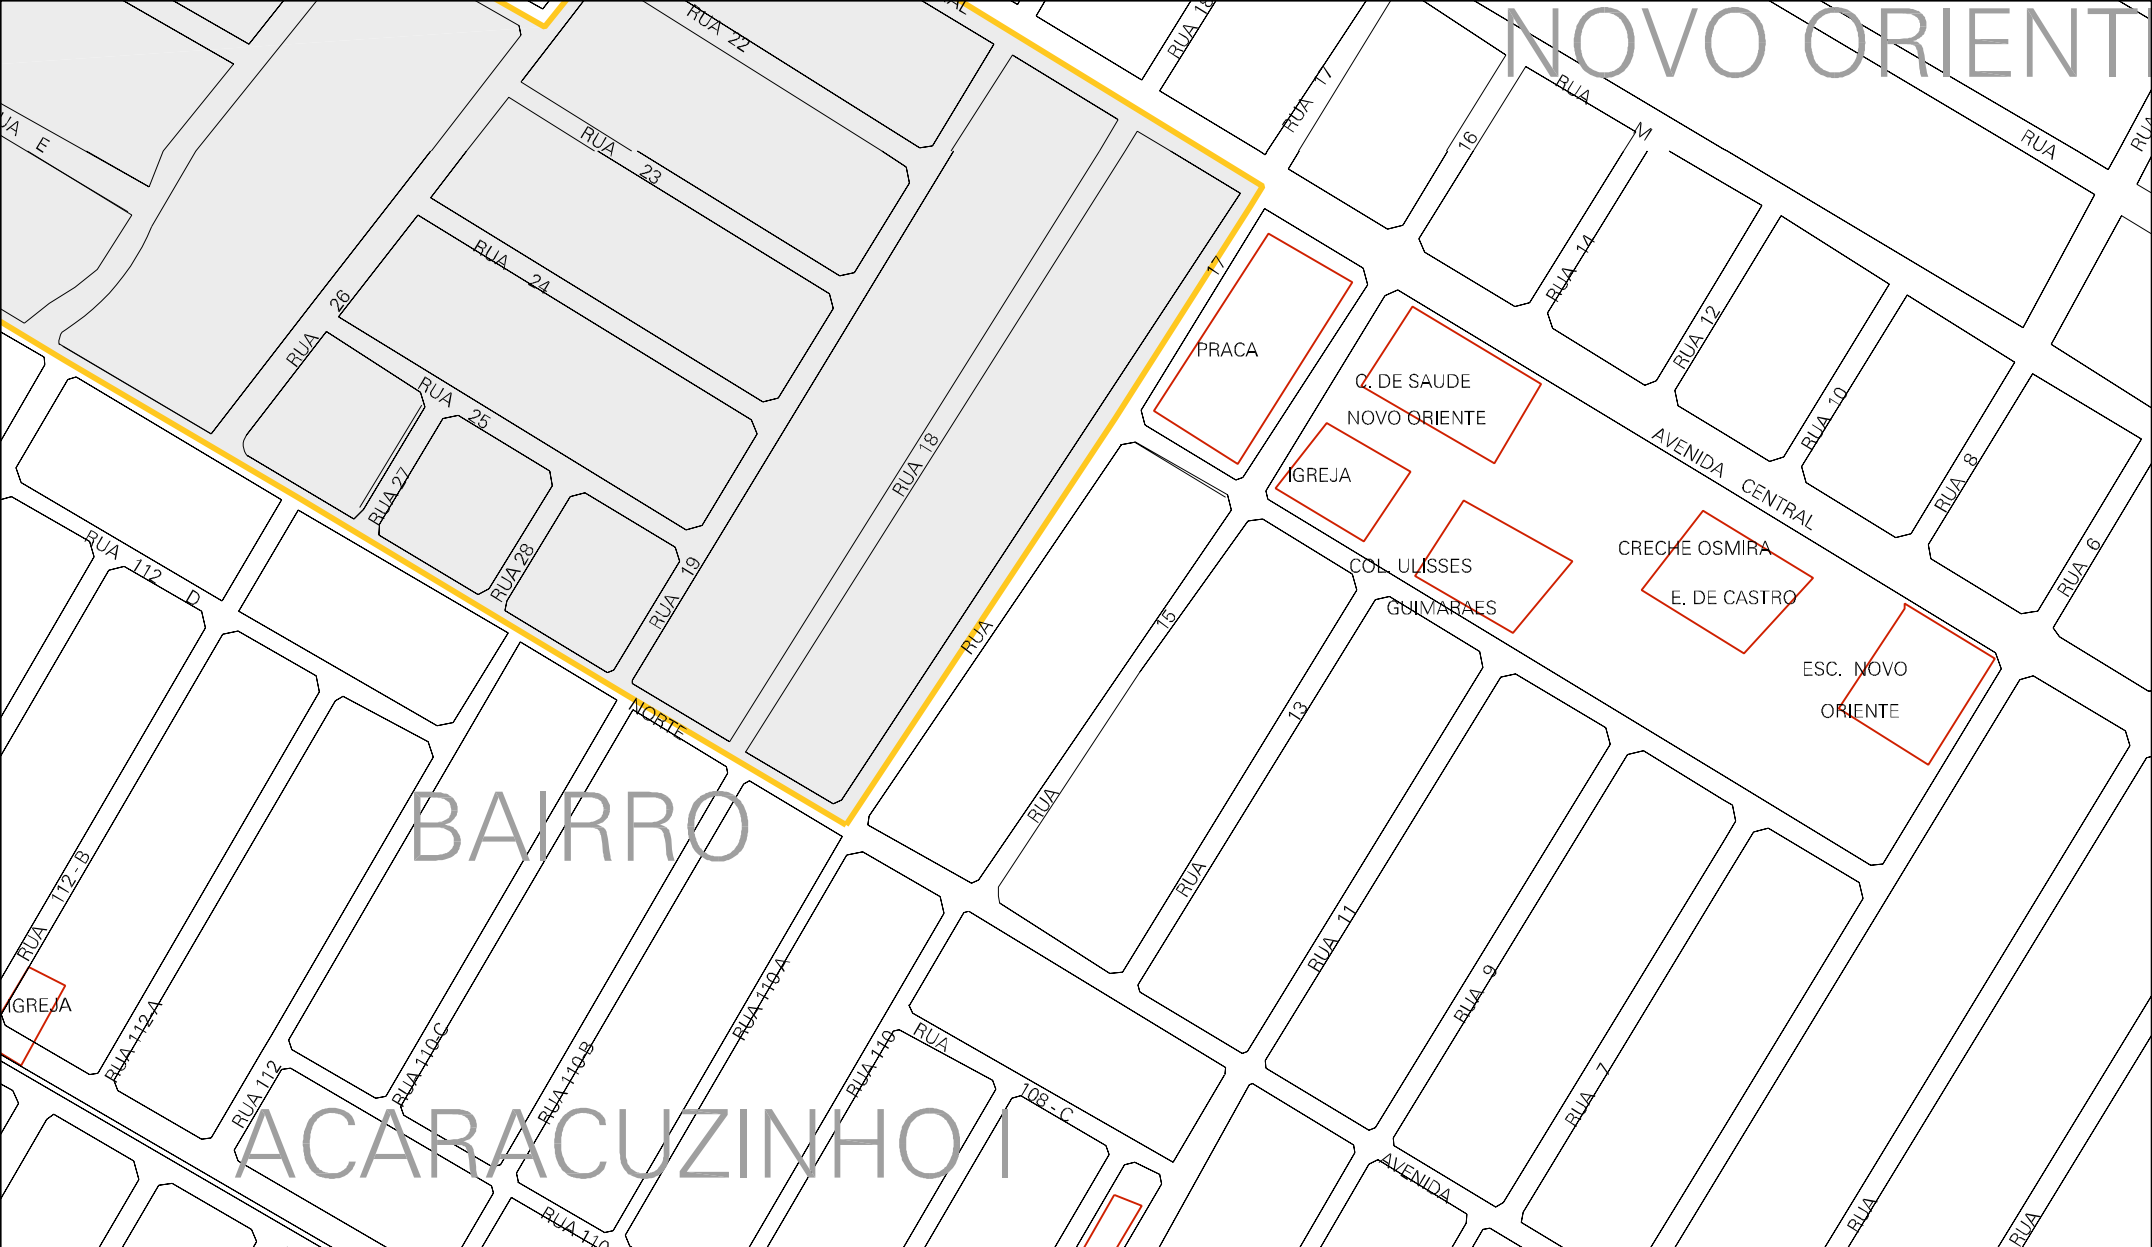 NOVO ORIENT
RUA 22
RUA 18
RUA 17
RUA
M
RUA
16
E
RUA 23
RUA 24
RUA 14
17
RUA 26
RUA 12
PRACA
C. DE SAUDE
NOVO ORIENTE
RUA 25
RUA 10
AVENIDA CENTRAL
RUA 18
IGREJA
RUA 8
RUA 27
RUA 28
RUA 19
RUA 112 D
COL. ULISSES
GUIMARAES
CRECHE OSMIRA
E. DE CASTRO
RUA 6
RUA 15
RUA 13
ESC. NOVO
ORIENTE
NORTE
RUA
BAIRRO
RUA 112 - B
RUA 11
RUA 9
RUA 7
IGREJA
RUA 112-A
RUA 112
RUA 110-C
RUA 110-B
RUA 110-A
RUA 110
RUA 108 - C
ACARACUZINHO I
AVENIDA
RUA 110
RUA
RUA